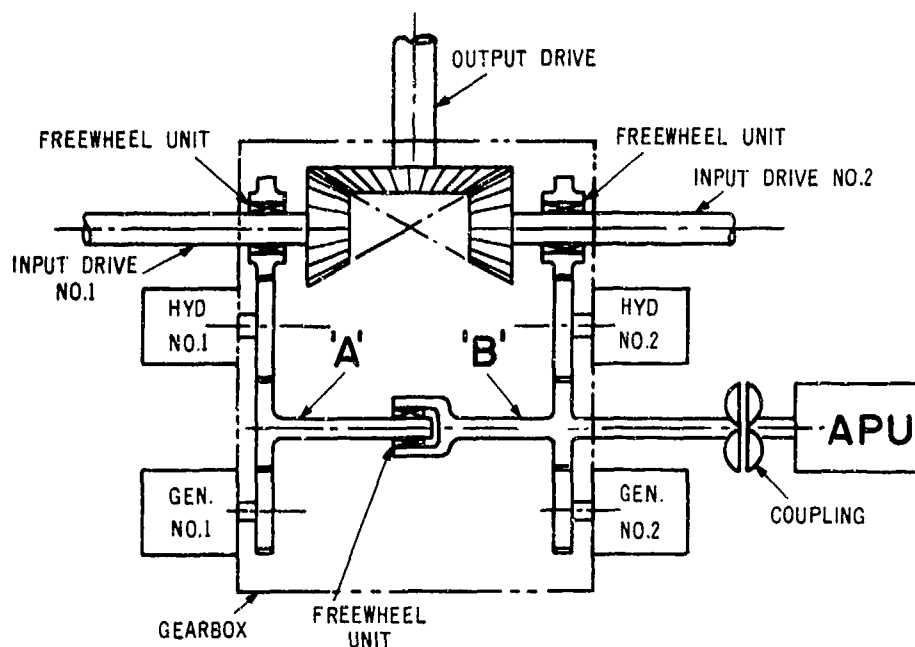 OUTPUT DRIVE
FREEWHEEL UNIT
FREEWHEEL UNIT
INPUT DRIVE NO.2
INPUT DRIVE
NO.1
HYD
NO.1
'A'
'B'
HYD
NO.2
APU
GEN.
NO.1
GEN.
NO.2
COUPLING
GEARBOX
FREEWHEEL
UNIT